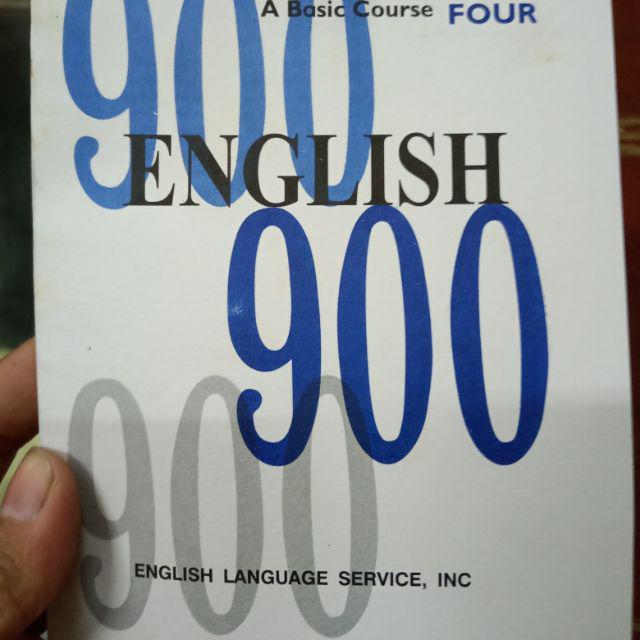 A Basic Course FOUR
900
ENGLISH
900
900
ENGLISH LANGUAGE SERVICE, INC